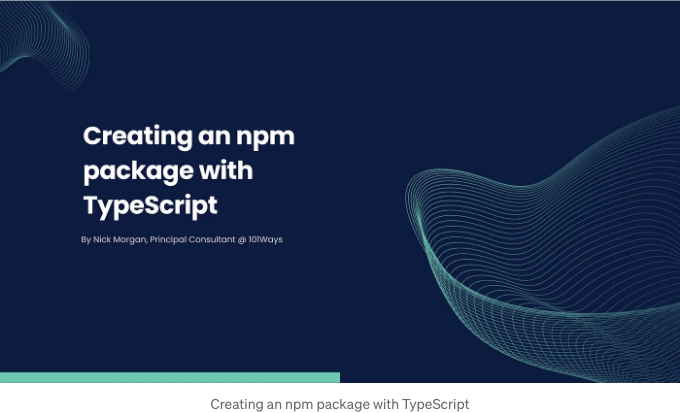 Creating an npm
package with
TypeScript
By Nick Morgan, Principal Consultant @ 101Ways
Creating an npm package with TypeScript